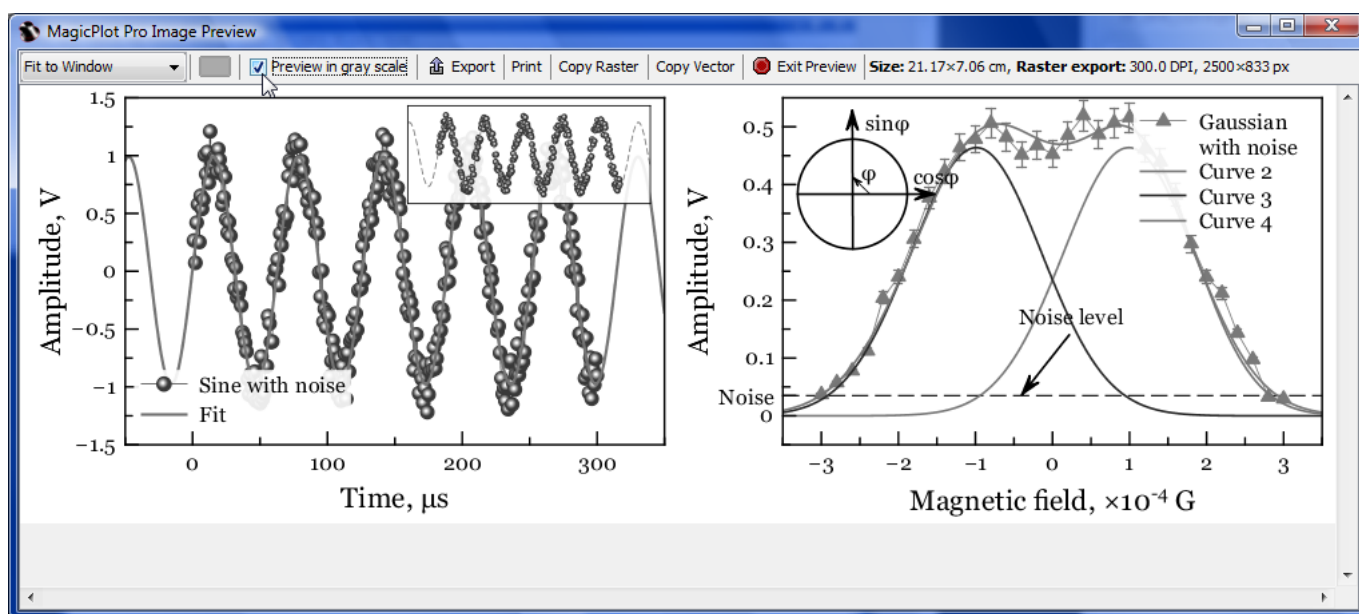 MagicPlot Pro Image Preview
Fit to Window
Preview in gray scale
Export
Print
Copy Raster
Copy Vector
Exit Preview
Size: 21.17×7.06 cm, Raster export: 300.0 DPI, 2500×833 px
1.5
1
0.5
0
−0.5
−1
−1.5
Amplitude, V
Sine with noise
Fit
0
100
200
300
Time, µs
0.5
0.4
0.3
0.2
0.1
Noise
0
Amplitude, V
sinφ
cosφ
φ
Gaussian
with noise
Curve 2
Curve 3
Curve 4
Noise level
−3
−2
−1
0
1
2
3
Magnetic field, ×10⁻⁴ G